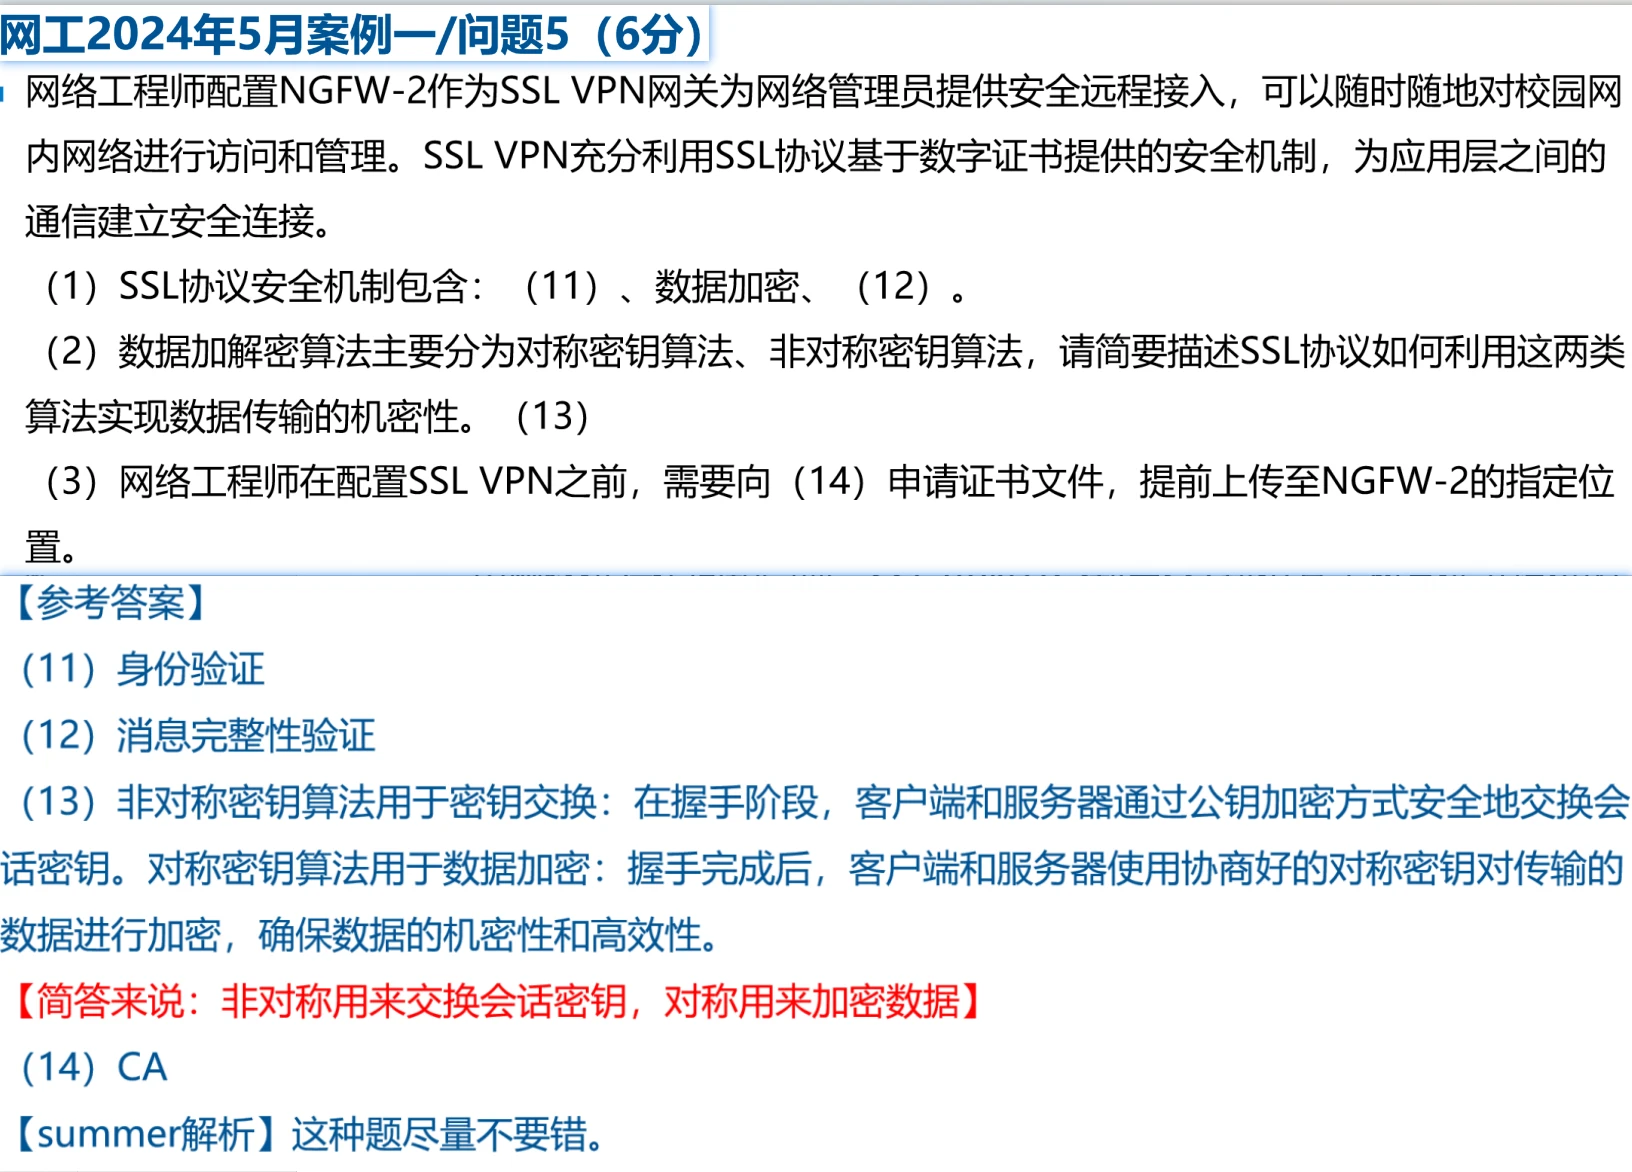 网工2024年5月案例一/问题5（6分）
网络工程师配置NGFW-2作为SSL VPN网关为网络管理员提供安全远程接入，可以随时随地对校园网
内网络进行访问和管理。SSL VPN充分利用SSL协议基于数字证书提供的安全机制，为应用层之间的
通信建立安全连接。
（1）SSL协议安全机制包含：（11）、数据加密、（12）。
（2）数据加解密算法主要分为对称密钥算法、非对称密钥算法，请简要描述SSL协议如何利用这两类
算法实现数据传输的机密性。（13）
（3）网络工程师在配置SSL VPN之前，需要向（14）申请证书文件，提前上传至NGFW-2的指定位
置。
【参考答案】
（11）身份验证
（12）消息完整性验证
（13）非对称密钥算法用于密钥交换：在握手阶段，客户端和服务器通过公钥加密方式安全地交换会
话密钥。对称密钥算法用于数据加密：握手完成后，客户端和服务器使用协商好的对称密钥对传输的
数据进行加密，确保数据的机密性和高效性。
【简答来说：非对称用来交换会话密钥，对称用来加密数据】
（14）CA
【summer解析】这种题尽量不要错。